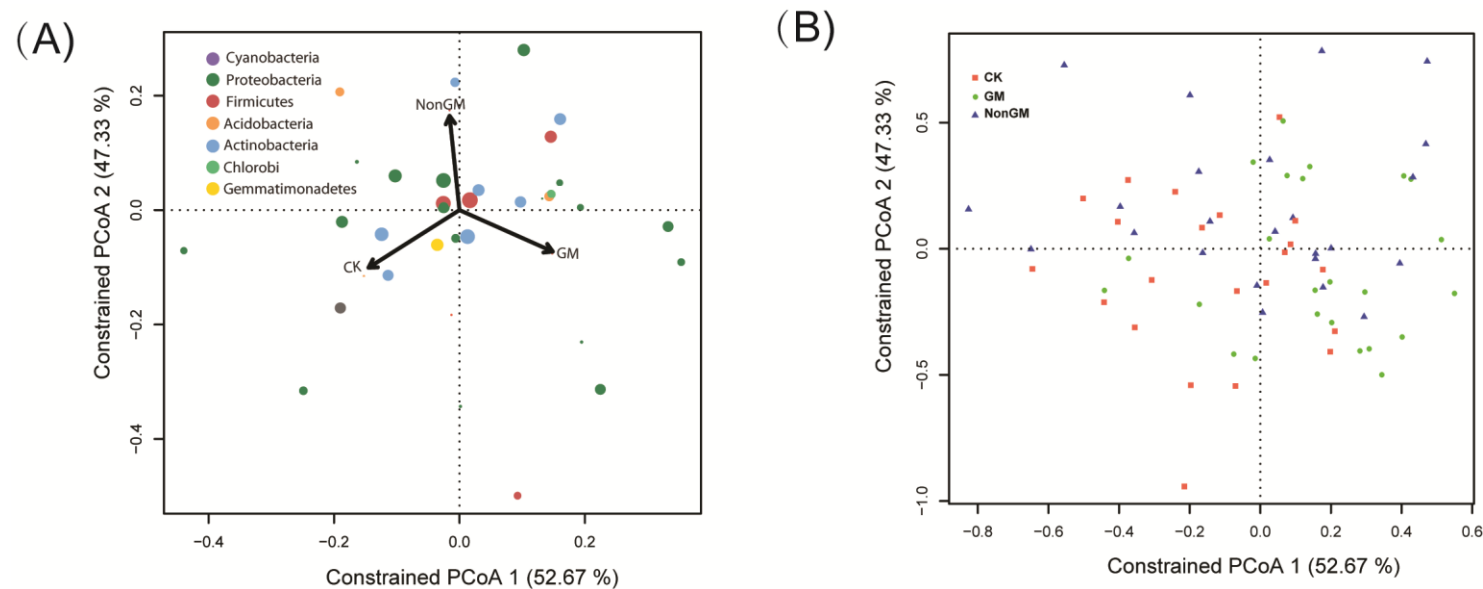 (A)
Cyanobacteria
Proteobacteria
Firmicutes
Acidobacteria
Actinobacteria
Chlorobi
Gemmatimonadetes
NonGM
CK
GM
0.2
0.0
−0.2
−0.4
−0.4
−0.2
0.0
0.2
Constrained PCoA 2 (47.33 %)
Constrained PCoA 1 (52.67 %)
(B)
CK
GM
NonGM
0.5
0.0
−0.5
−1.0
−0.8
−0.6
−0.4
−0.2
0.0
0.2
0.4
0.6
Constrained PCoA 2 (47.33 %)
Constrained PCoA 1 (52.67 %)